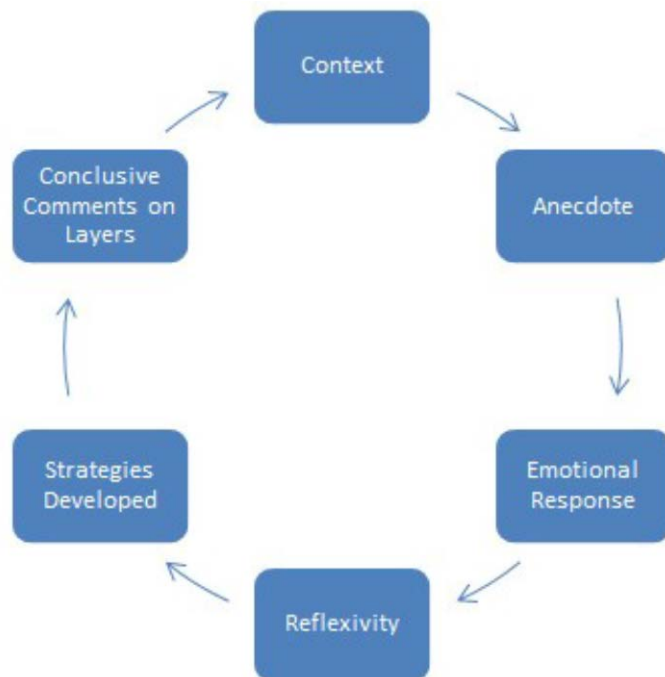 Context
Anecdote
Emotional
Response
Reflexivity
Strategies
Developed
Conclusive
Comments on
Layers